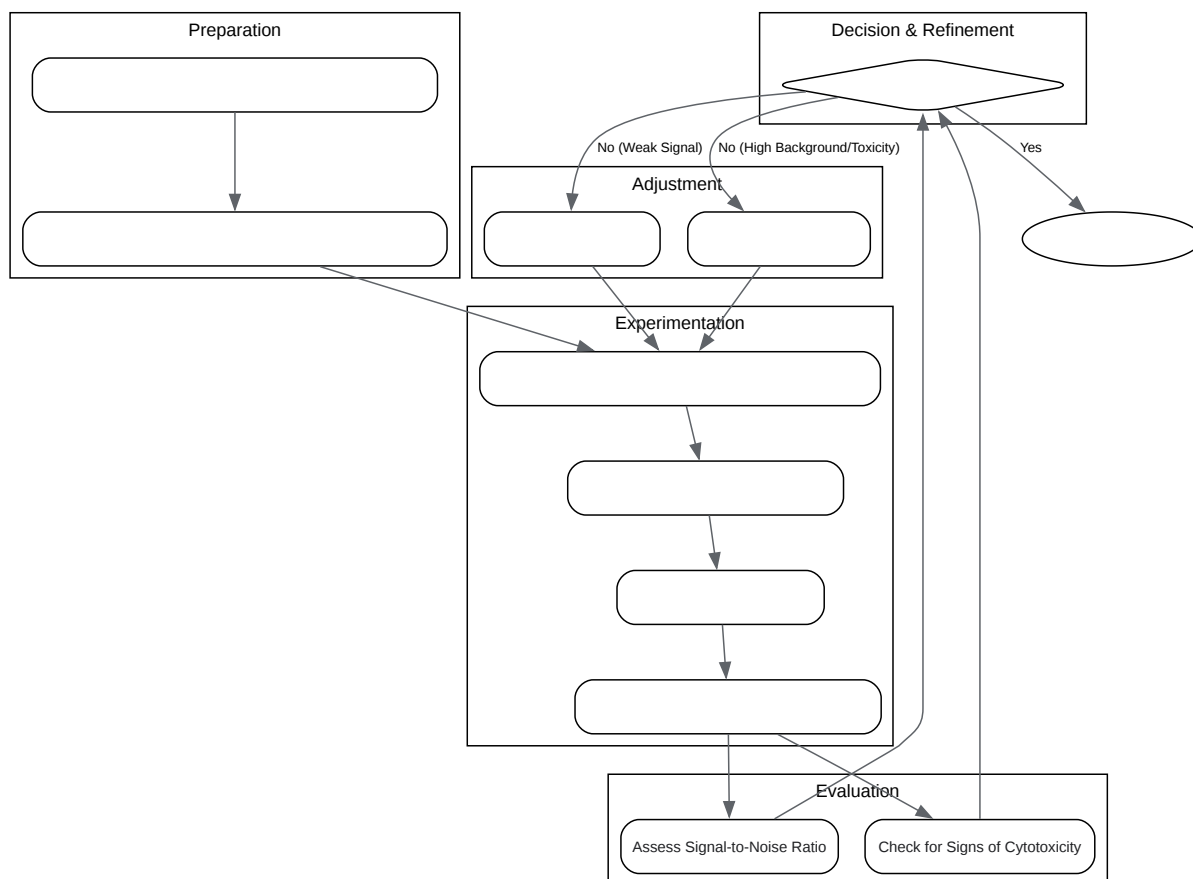 Preparation
Decision & Refinement
No (Weak Signal)
No (High Background/Toxicity)
Yes
Adjustment
Experimentation
Evaluation
Assess Signal-to-Noise Ratio
Check for Signs of Cytotoxicity